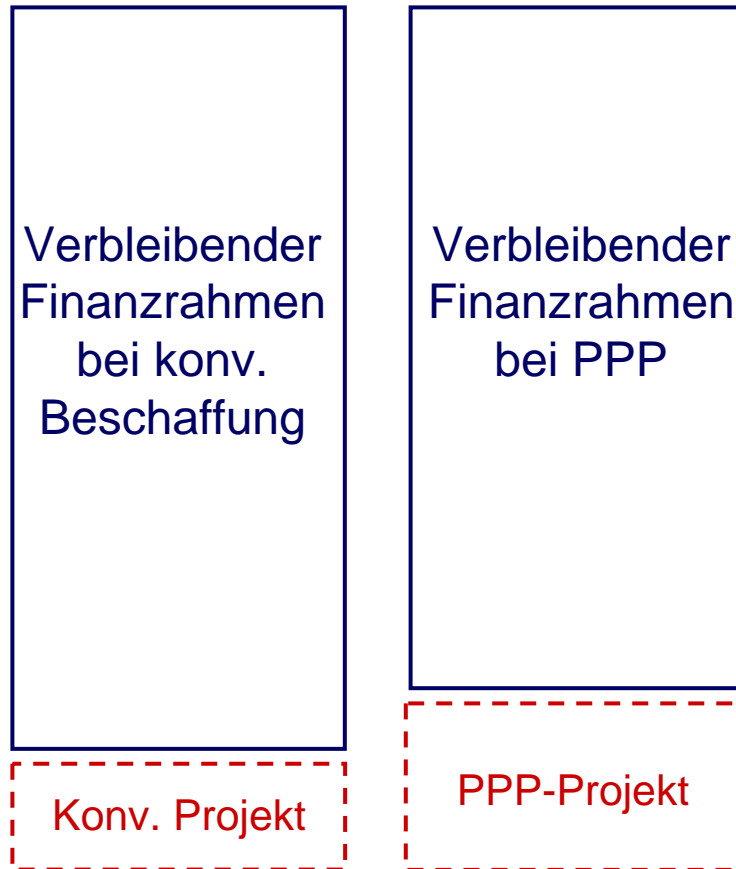 Verbleibender
Finanzrahmen
bei konv.
Beschaffung
Verbleibender
Finanzrahmen
bei PPP
Konv. Projekt
PPP-Projekt